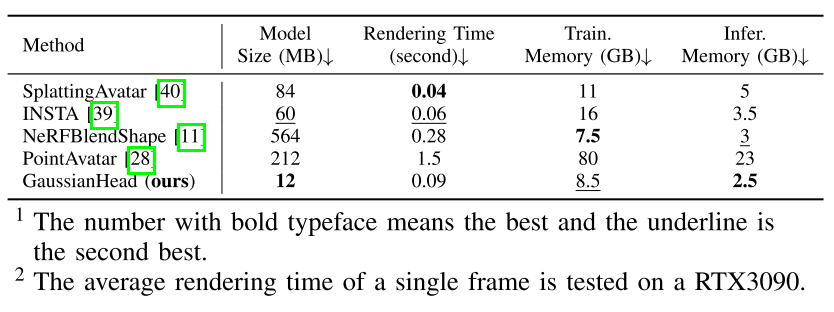 Method Model Rendering Time Train. Infer.
Size (MB)↓ (second)↓ Memory (GB)↓ Memory (GB)↓
SplattingAvatar [40] 84 0.04 11 5
INSTA [39] 60 0.06 16 3.5
NeRFBlendShape [11] 564 0.28 7.5 3
PointAvatar [28] 212 1.5 80 23
GaussianHead (ours) 12 0.09 8.5 2.5
1 The number with bold typeface means the best and the underline is
the second best.
2 The average rendering time of a single frame is tested on a RTX3090.